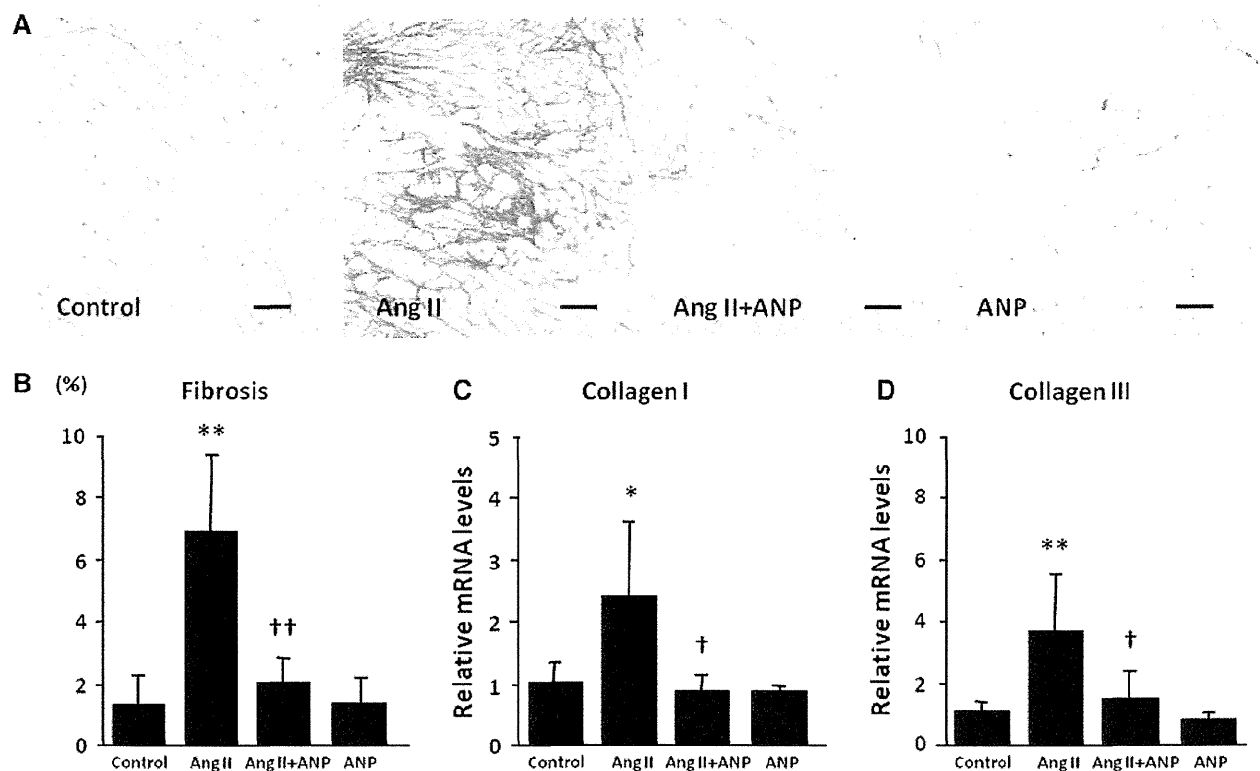 A
Control
Ang II
Ang II+ANP
ANP
B (%) Fibrosis
10
8
6
4
2
0
**
††
Control Ang II Ang II+ANP ANP
C Collagen I
Relative mRNA levels
5
4
3
2
1
0
*
†
Control Ang II Ang II+ANP ANP
D Collagen III
Relative mRNA levels
10
8
6
4
2
0
**
†
Control Ang II Ang II+ANP ANP